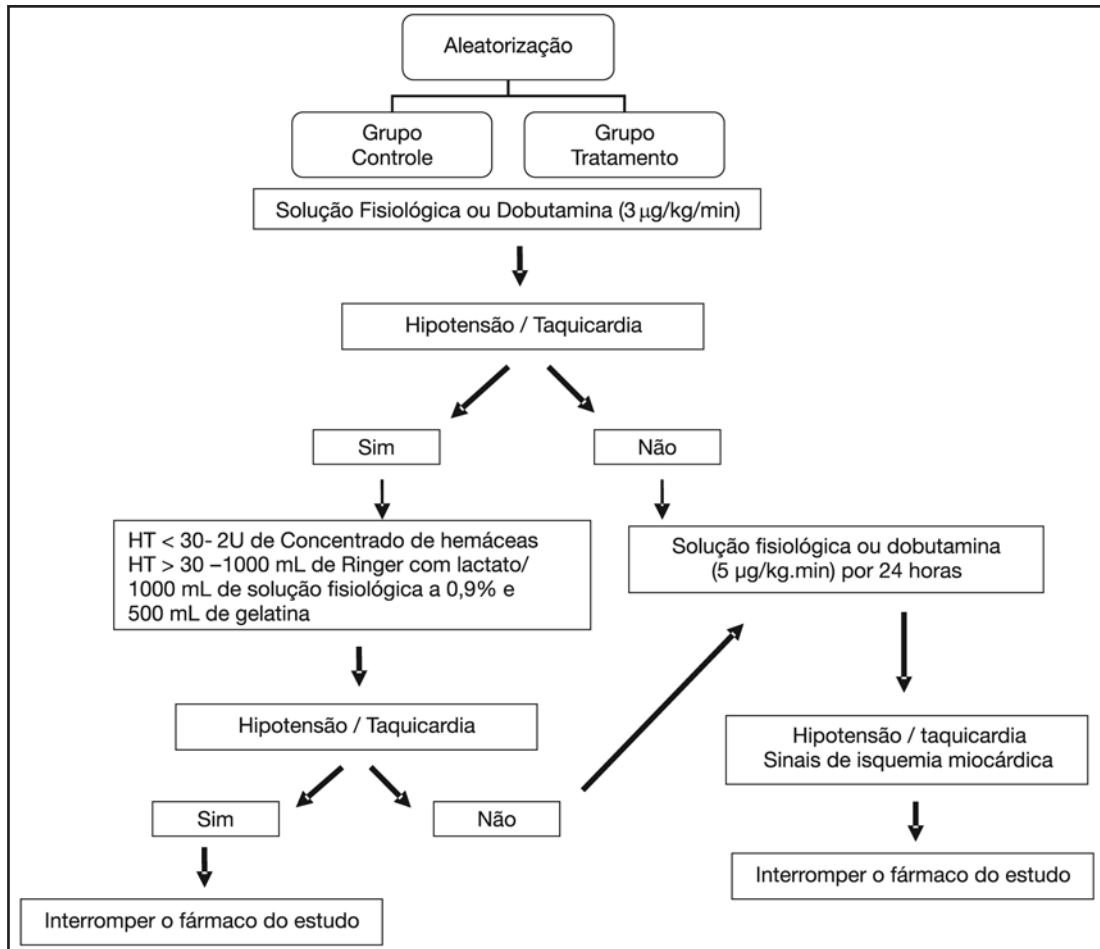 Aleatorização
Grupo
Controle
Grupo
Tratamento
Solução Fisiológica ou Dobutamina (3 µg/kg/min)
Hipotensão / Taquicardia
Sim
Não
HT < 30- 2U de Concentrado de hemáceas
HT > 30 –1000 mL de Ringer com lactato/
1000 mL de solução fisiológica a 0,9% e
500 mL de gelatina
Solução fisiológica ou dobutamina
(5 µg/kg.min) por 24 horas
Hipotensão / Taquicardia
Hipotensão / taquicardia
Sinais de isquemia miocárdica
Sim
Não
Interromper o fármaco do estudo
Interromper o fármaco do estudo